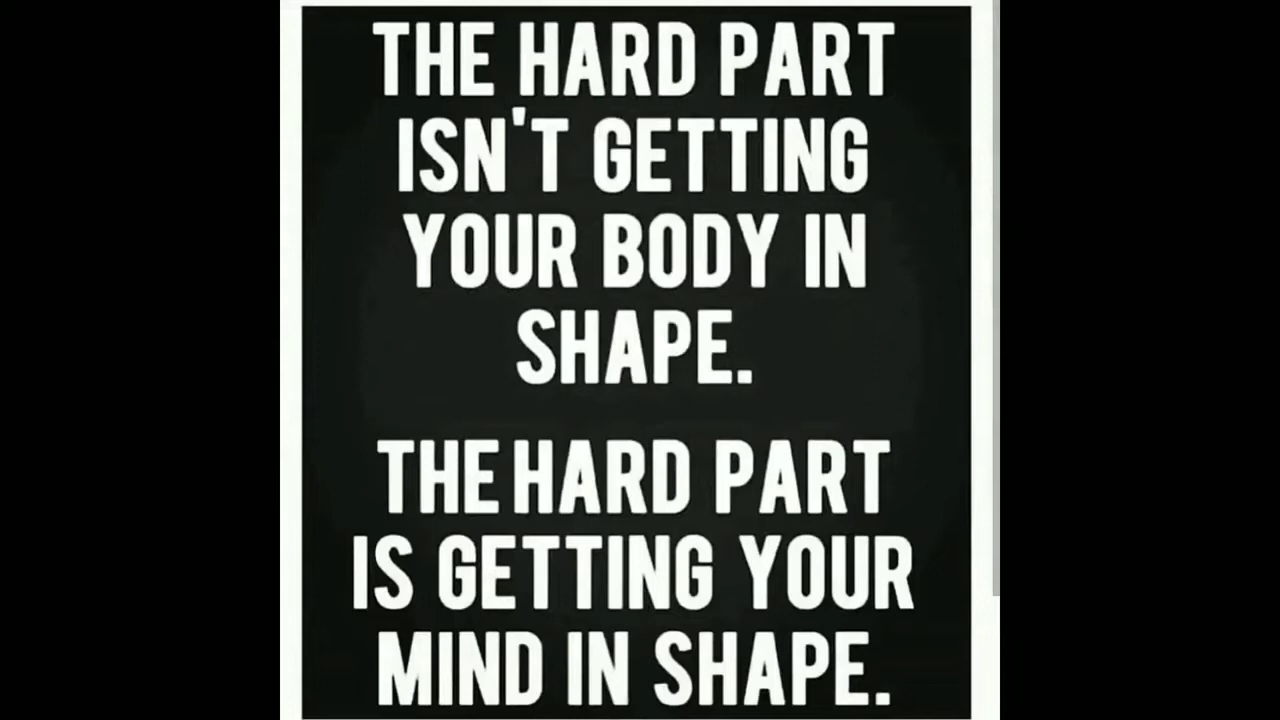 THE HARD PART
ISN'T GETTING
YOUR BODY IN
SHAPE.
THE HARD PART
IS GETTING YOUR
MIND IN SHAPE.